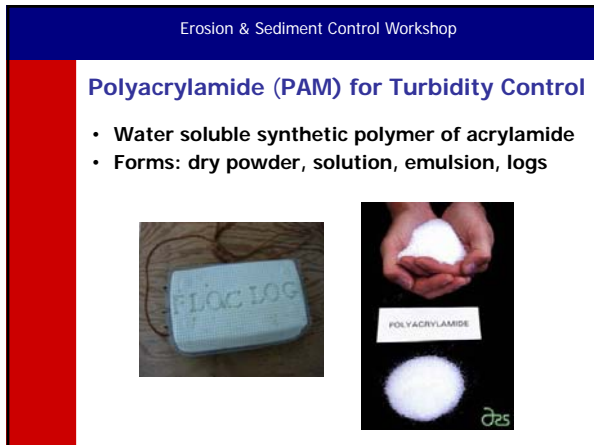 Erosion & Sediment Control Workshop
Polyacrylamide (PAM) for Turbidity Control
• Water soluble synthetic polymer of acrylamide
• Forms: dry powder, solution, emulsion, logs
FLOC LOG
POLYACRYLAMIDE